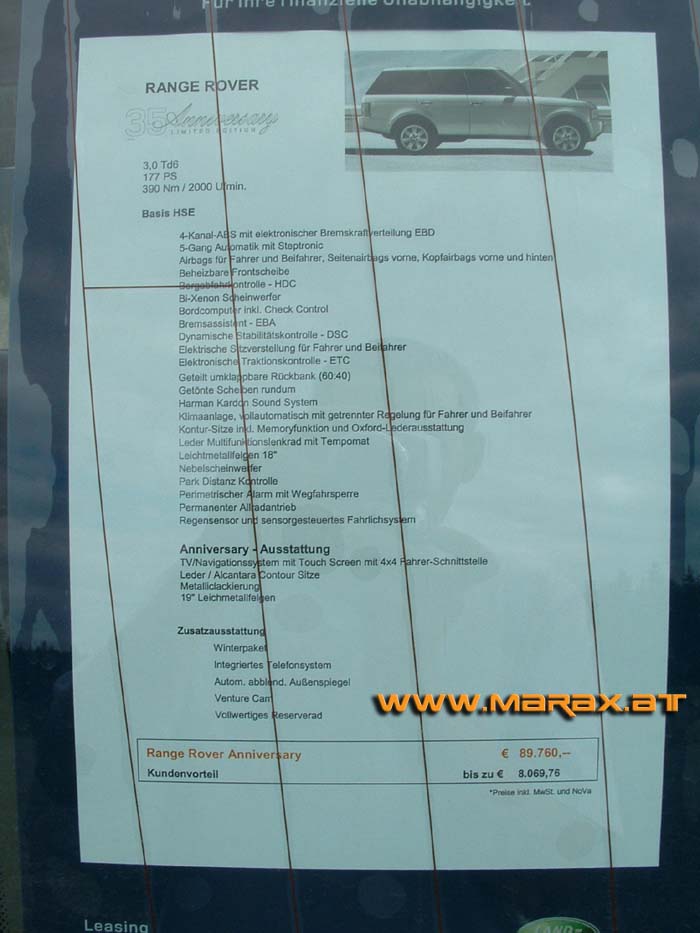 Für Ihre finanzielle Unabhängigkeit.
RANGE ROVER
35 Anniversary
LIMITED EDITION
3,0 Td6
177 PS
390 Nm / 2000 U/min.
Basis HSE
4-Kanal-ABS mit elektronischer Bremskraftverteilung EBD
5-Gang Automatik mit Steptronic
Airbags für Fahrer und Beifahrer, Seitenairbags vorne, Kopfairbags vorne und hinten
Beheizbare Frontscheibe
Bergabfahrkontrolle - HDC
Bi-Xenon Scheinwerfer
Bordcomputer inkl. Check Control
Bremsassistent - EBA
Dynamische Stabilitätskontrolle - DSC
Elektrische Sitzverstellung für Fahrer und Beifahrer
Elektronische Traktionskontrolle - ETC
Geteilt umklappbare Rückbank (60:40)
Getönte Scheiben rundum
Harman Kardon Sound System
Klimaanlage, vollautomatisch mit getrennter Regelung für Fahrer und Beifahrer
Kontur-Sitze inkl. Memoryfunktion und Oxford-Lederausstattung
Leder Multifunktionslenkrad mit Tempomat
Leichtmetallfelgen 18"
Nebelscheinwerfer
Park Distanz Kontrolle
Perimetrischer Alarm mit Wegfahrsperre
Permanenter Allradantrieb
Regensensor und sensorgesteuertes Fahrlichsystem
Anniversary - Ausstattung
TV/Navigationssystem mit Touch Screen mit 4x4 Fahrer-Schnittstelle
Leder / Alcantara Contour Sitze
Metalliclackierung
19" Leichmetallfelgen
Zusatzausstattung
Winterpaket
Integriertes Telefonsystem
Autom. abblend. Außenspiegel
Venture Cam
Vollwertiges Reserverad
www.marax.at
Range Rover Anniversary € 89.760,--
Kundenvorteil bis zu € 8.069,76
*Preise inkl. MwSt. und NoVa
Leasing
LAND